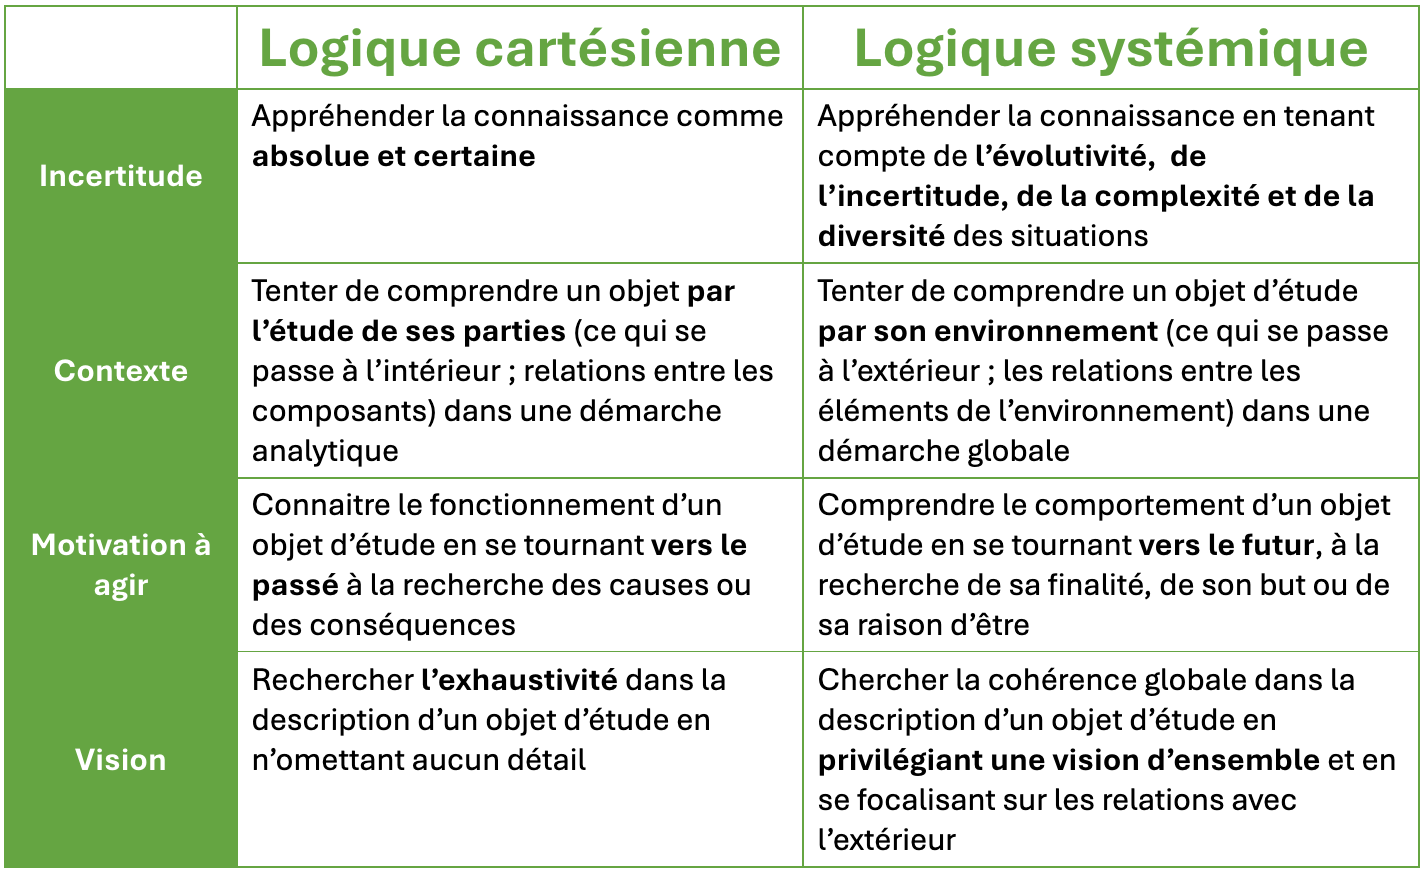 Logique cartésienne
Logique systémique
Incertitude
Appréhender la connaissance comme
absolue et certaine
Appréhender la connaissance en tenant
compte de l’évolutivité,  de
l’incertitude, de la complexité et de la
diversité des situations
Contexte
Tenter de comprendre un objet par
l’étude de ses parties (ce qui se
passe à l’intérieur ; relations entre les
composants) dans une démarche
analytique
Tenter de comprendre un objet d’étude
par son environnement (ce qui se passe
à l’extérieur ; les relations entre les
éléments de l’environnement) dans une
démarche globale
Motivation à
agir
Connaitre le fonctionnement d’un
objet d’étude en se tournant vers le
passé à la recherche des causes ou
des conséquences
Comprendre le comportement d’un objet
d’étude en se tournant vers le futur, à la
recherche de sa finalité, de son but ou de
sa raison d’être
Vision
Rechercher l’exhaustivité dans la
description d’un objet d’étude en
n’omettant aucun détail
Chercher la cohérence globale dans la
description d’un objet d’étude en
privilégiant une vision d’ensemble et en
se focalisant sur les relations avec
l’extérieur